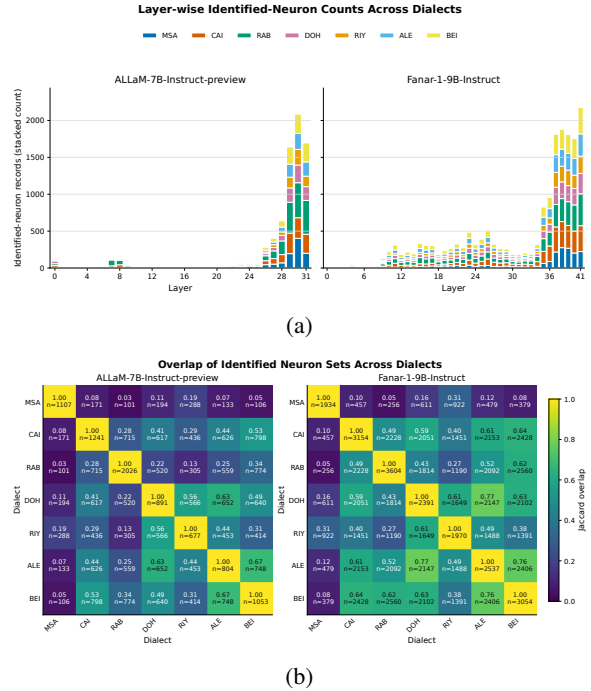 Layer-wise Identified-Neuron Counts Across Dialects
MSA CAI RAB DOH RIY ALE BEI
ALLaM-7B-Instruct-preview Fanar-1-9B-Instruct
Identified-neuron records (stacked count)
2000
1500
1000
500
0
0 4 8 12 16 20 24 28 31 0 6 12 18 24 30 36 41
Layer Layer
(a)
Overlap of Identified Neuron Sets Across Dialects
ALLaM-7B-Instruct-preview Fanar-1-9B-Instruct
MSA 1.00 0.08 0.03 0.11 0.19 0.07 0.05 MSA 1.00 0.10 0.05 0.16 0.31 0.12 0.08
n=1107 n=171 n=101 n=194 n=288 n=133 n=106 n=1934 n=457 n=256 n=611 n=922 n=479 n=379
CAI 0.08 1.00 0.28 0.41 0.29 0.44 0.53 CAI 0.10 1.00 0.49 0.59 0.40 0.61 0.64
n=171 n=1241 n=715 n=617 n=436 n=626 n=798 n=457 n=3154 n=2228 n=2051 n=1451 n=2153 n=2428
RAB 0.03 0.28 1.00 0.22 0.13 0.25 0.34 RAB 0.05 0.49 1.00 0.43 0.27 0.52 0.62
n=101 n=715 n=2026 n=520 n=305 n=559 n=774 n=256 n=2228 n=3604 n=1814 n=1190 n=2092 n=2560
DOH 0.11 0.41 0.22 1.00 0.56 0.63 0.49 DOH 0.16 0.59 0.43 1.00 0.61 0.77 0.63
n=194 n=617 n=520 n=891 n=566 n=652 n=640 n=611 n=2051 n=1814 n=2391 n=1649 n=2147 n=2102
RIY 0.19 0.29 0.13 0.56 1.00 0.44 0.31 RIY 0.31 0.40 0.27 0.61 1.00 0.49 0.38
n=288 n=436 n=305 n=566 n=677 n=453 n=414 n=922 n=1451 n=1190 n=1649 n=1970 n=1488 n=1391
ALE 0.07 0.44 0.25 0.63 0.44 1.00 0.67 ALE 0.12 0.61 0.52 0.77 0.49 1.00 0.76
n=133 n=626 n=559 n=652 n=453 n=804 n=748 n=479 n=2153 n=2092 n=2147 n=1488 n=2537 n=2406
BEI 0.05 0.53 0.34 0.49 0.31 0.67 1.00 BEI 0.08 0.64 0.62 0.63 0.38 0.76 1.00
n=106 n=798 n=774 n=640 n=414 n=748 n=1053 n=379 n=2428 n=2560 n=2102 n=1391 n=2406 n=3054
MSA CAI RAB DOH RIY ALE BEI MSA CAI RAB DOH RIY ALE BEI
Dialect Dialect
Dialect Dialect
1.0
0.8
0.6
0.4
0.2
0.0
Jaccard overlap
(b)